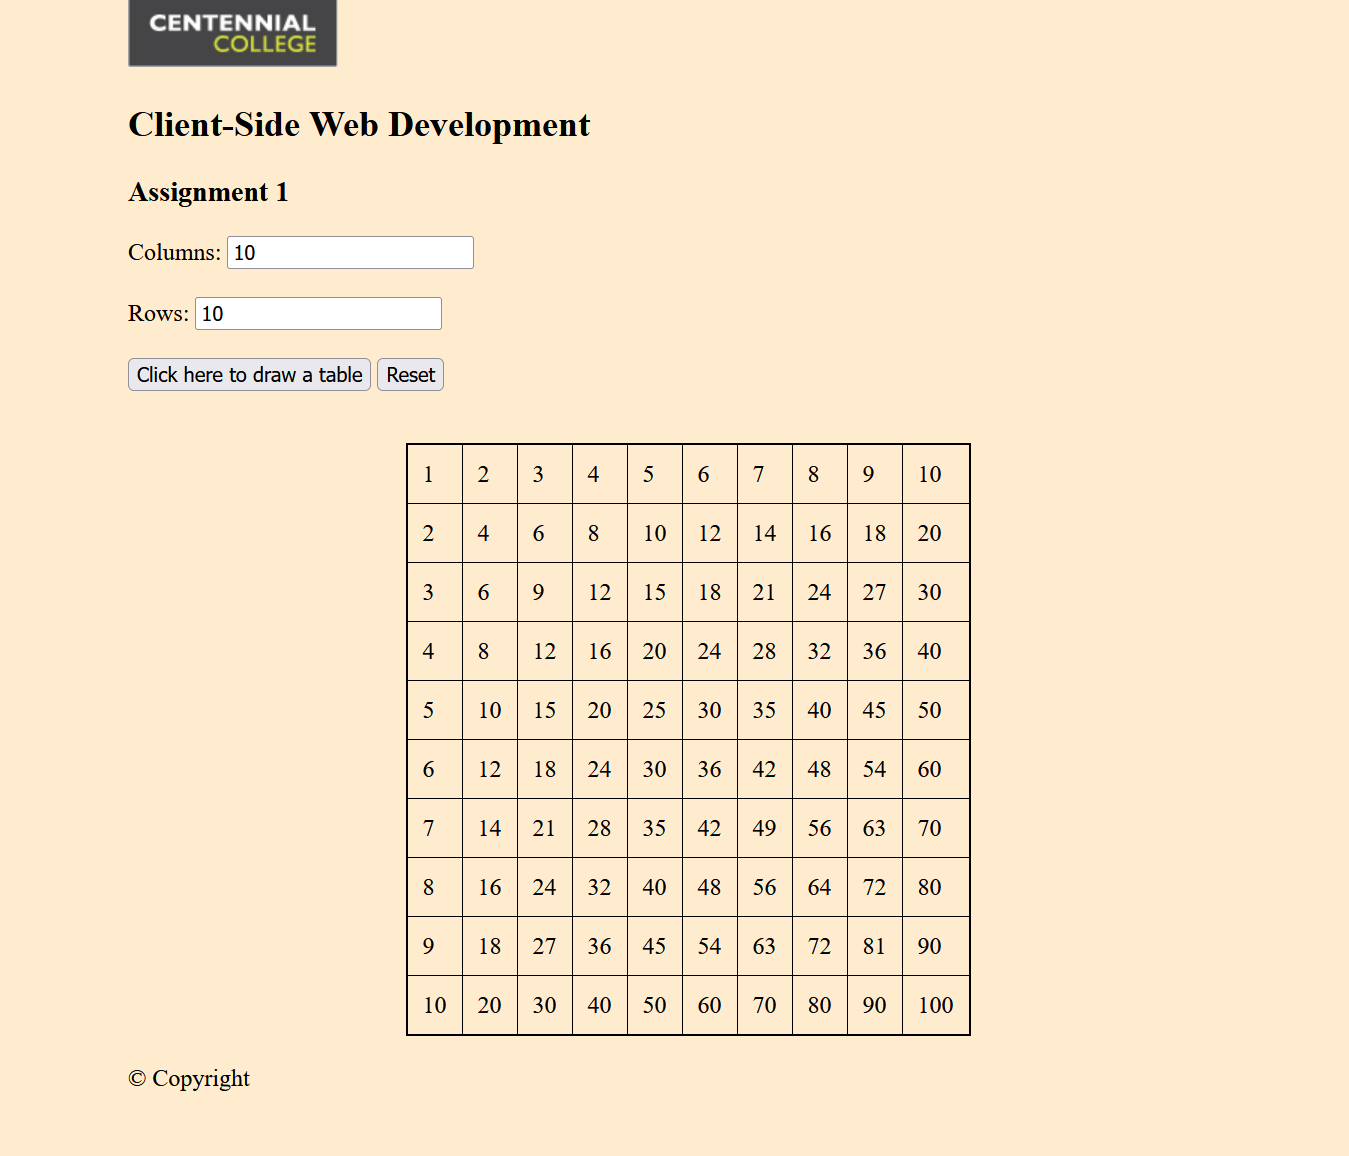 CENTENNIAL
COLLEGE
Client-Side Web Development
Assignment 1
Columns: 10
Rows: 10
Click here to draw a table Reset
1 2 3 4 5 6 7 8 9 10
2 4 6 8 10 12 14 16 18 20
3 6 9 12 15 18 21 24 27 30
4 8 12 16 20 24 28 32 36 40
5 10 15 20 25 30 35 40 45 50
6 12 18 24 30 36 42 48 54 60
7 14 21 28 35 42 49 56 63 70
8 16 24 32 40 48 56 64 72 80
9 18 27 36 45 54 63 72 81 90
10 20 30 40 50 60 70 80 90 100
© Copyright